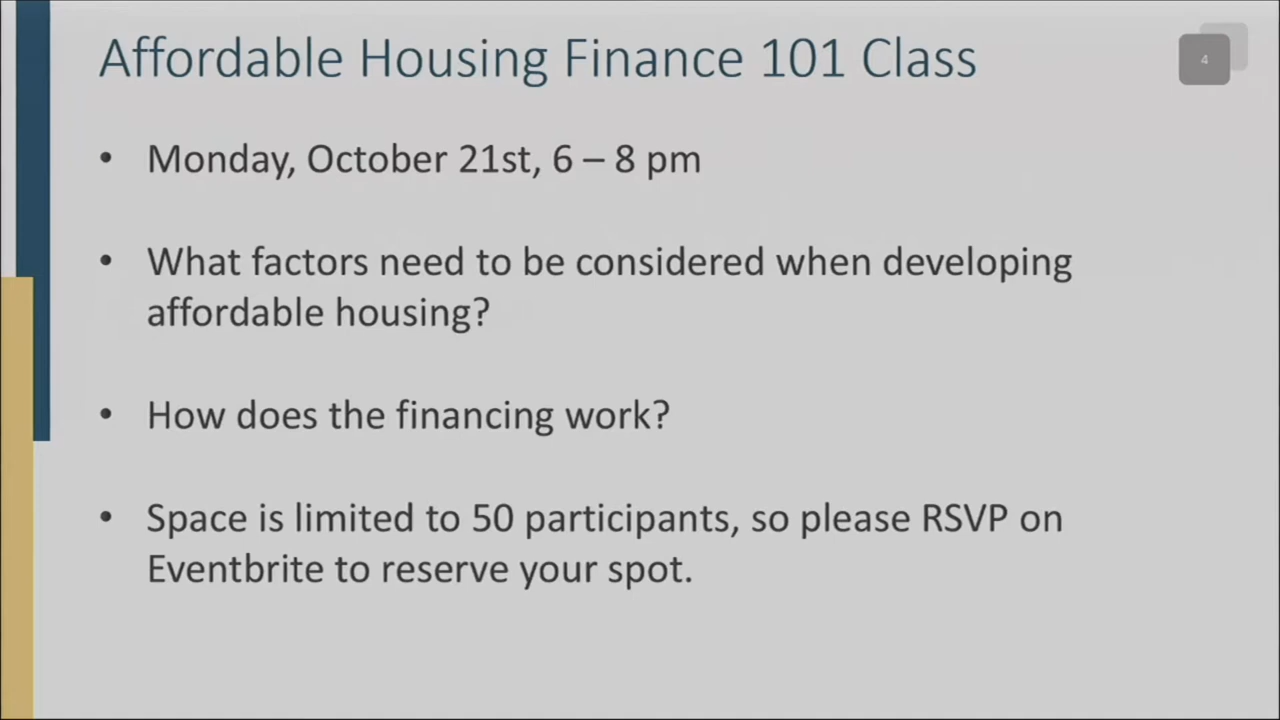 Affordable Housing Finance 101 Class
4
• Monday, October 21st, 6 – 8 pm
• What factors need to be considered when developing
affordable housing?
• How does the financing work?
• Space is limited to 50 participants, so please RSVP on
Eventbrite to reserve your spot.